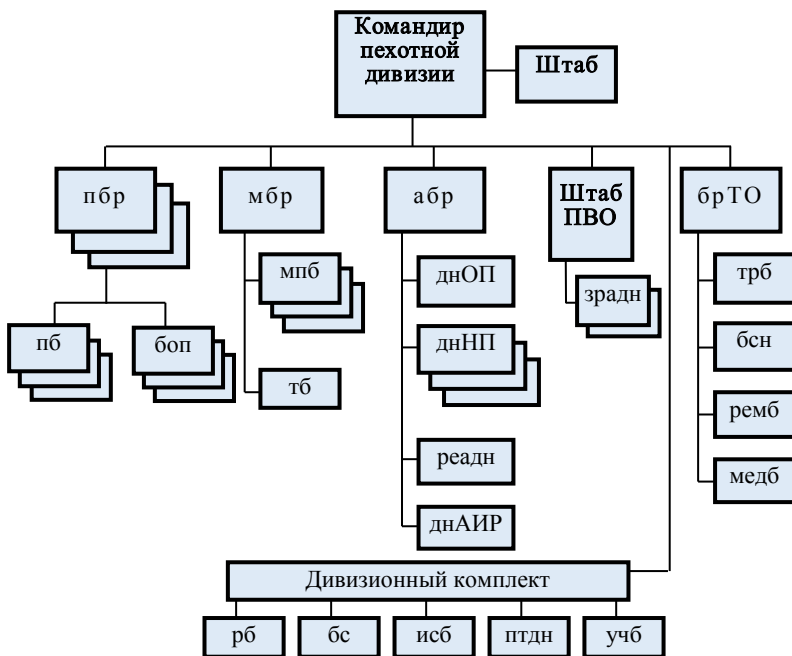 Командир
пехотной
дивизии
Штаб
пбр
мбр
абр
Штаб
ПВО
брТО
мпб
днОП
зрадн
трб
пб
боп
днНП
бсн
тб
ремб
реадн
медб
днАИР
Дивизионный комплект
рб
бс
исб
птдн
учб